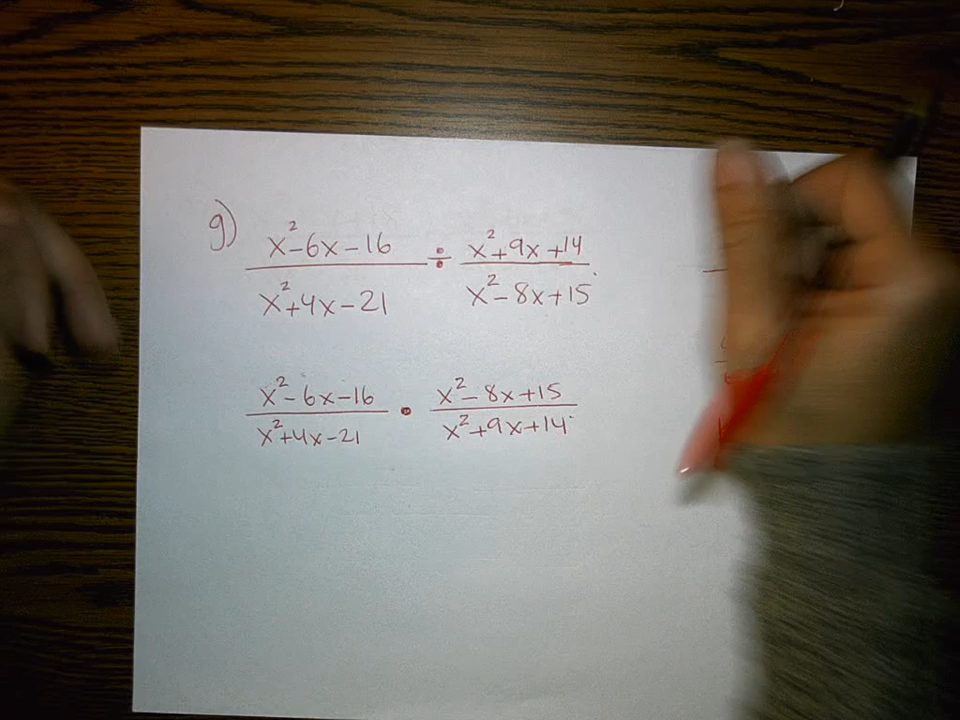 g) x²-6x-16 / x²+4x-21 ÷ x²+9x+14 / x²-8x+15
x²-6x-16 / x²+4x-21 • x²-8x+15 / x²+9x+14